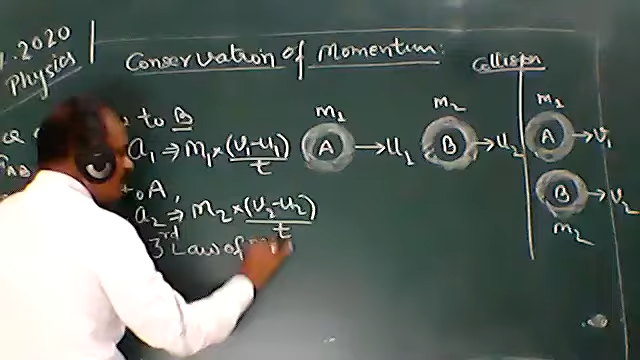 .2020
Physics
Conservation of Momentum:
Collision
to B
a₁ ⇒ m₁ × (V₁-U₁)
t
m₁
A → U₁
m₂
B → U₂
m₁
A → V₁
B → V₂
m₂
to A,
a₂ ⇒ m₂ × (V₂-U₂)
t
3rd Law of